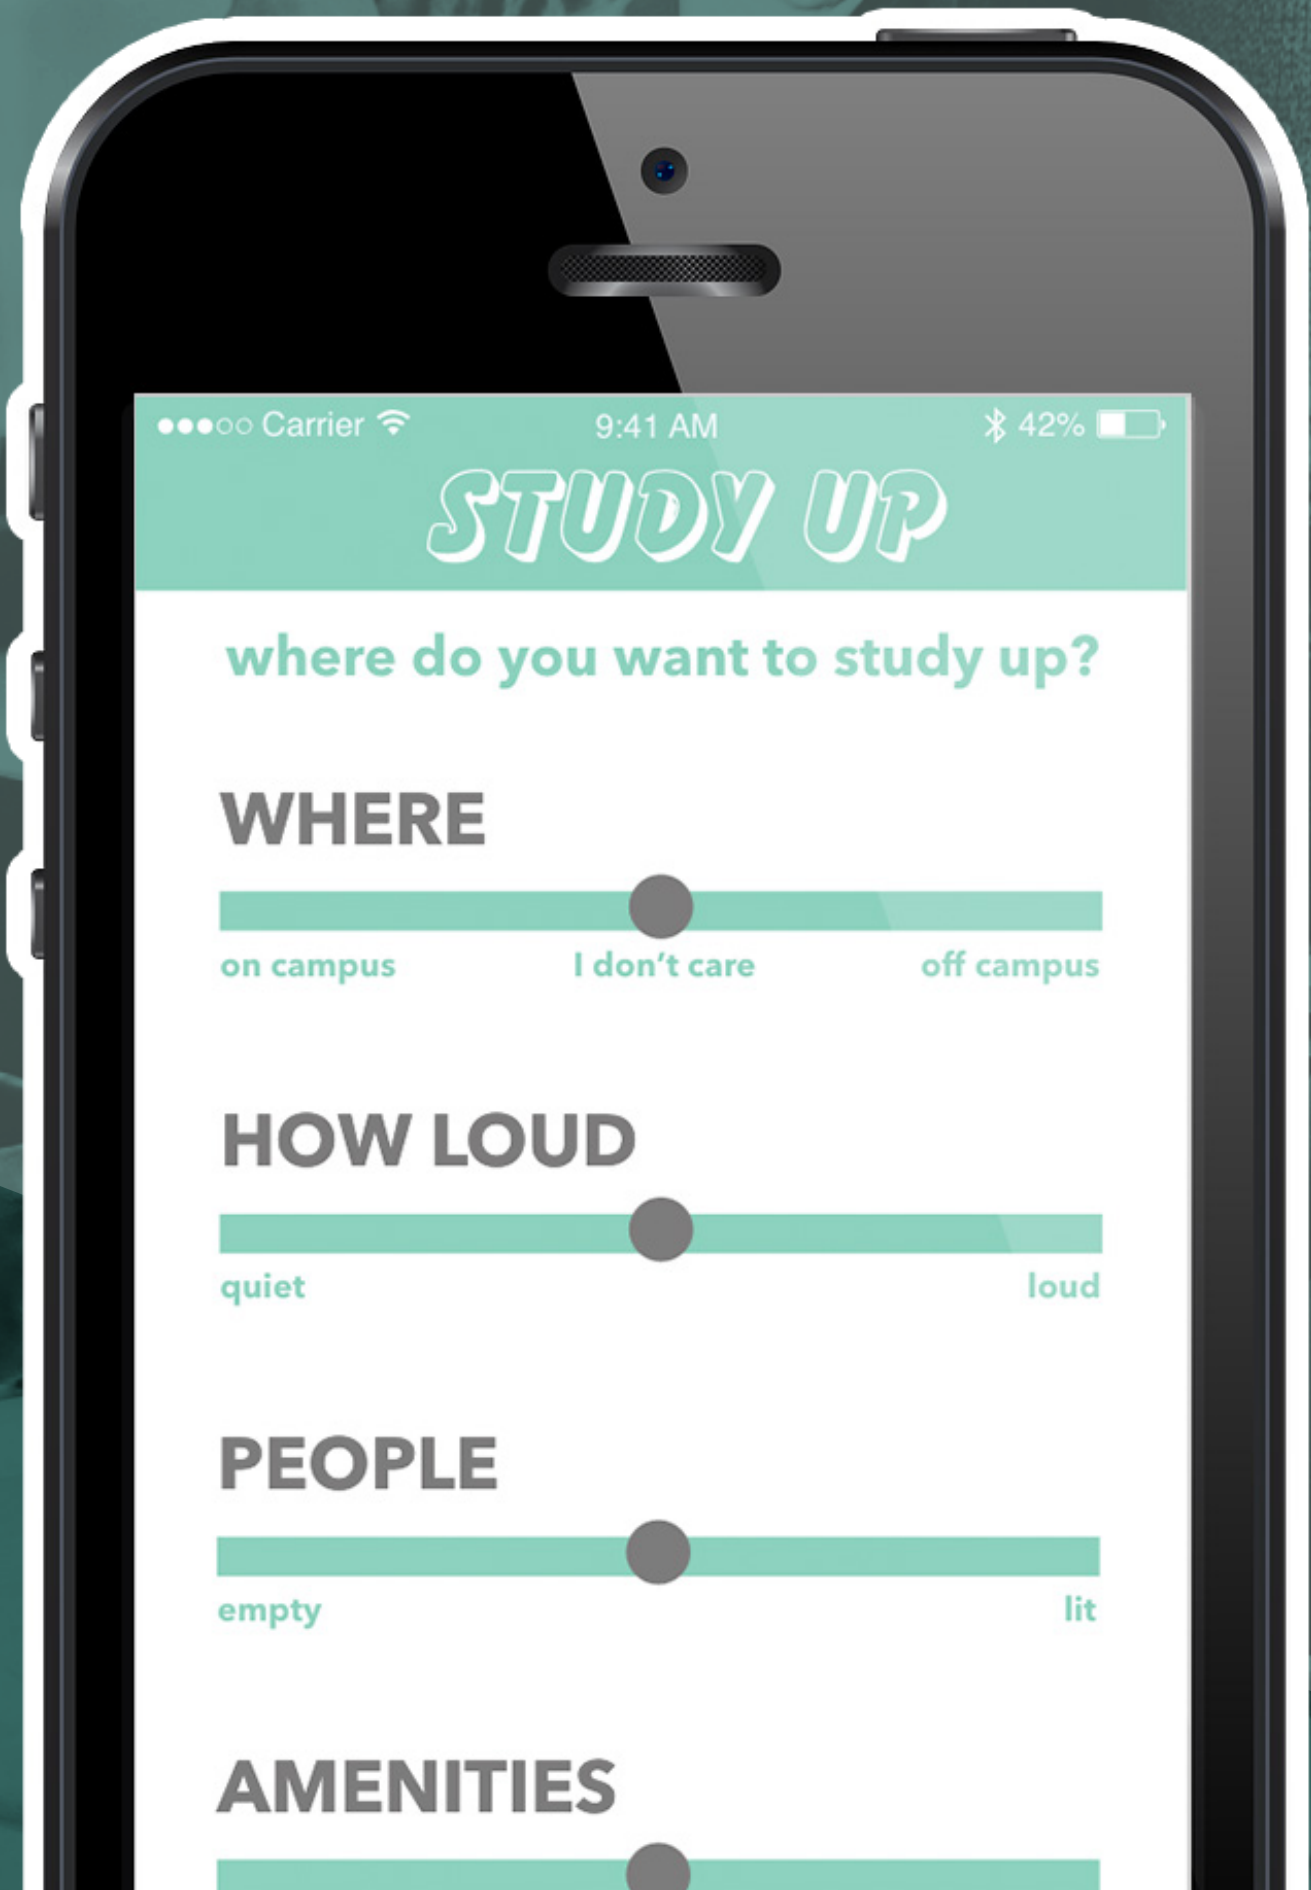 Carrier 9:41 AM 42%
STUDY UP
where do you want to study up?
WHERE
on campus I don't care off campus
HOW LOUD
quiet loud
PEOPLE
empty lit
AMENITIES